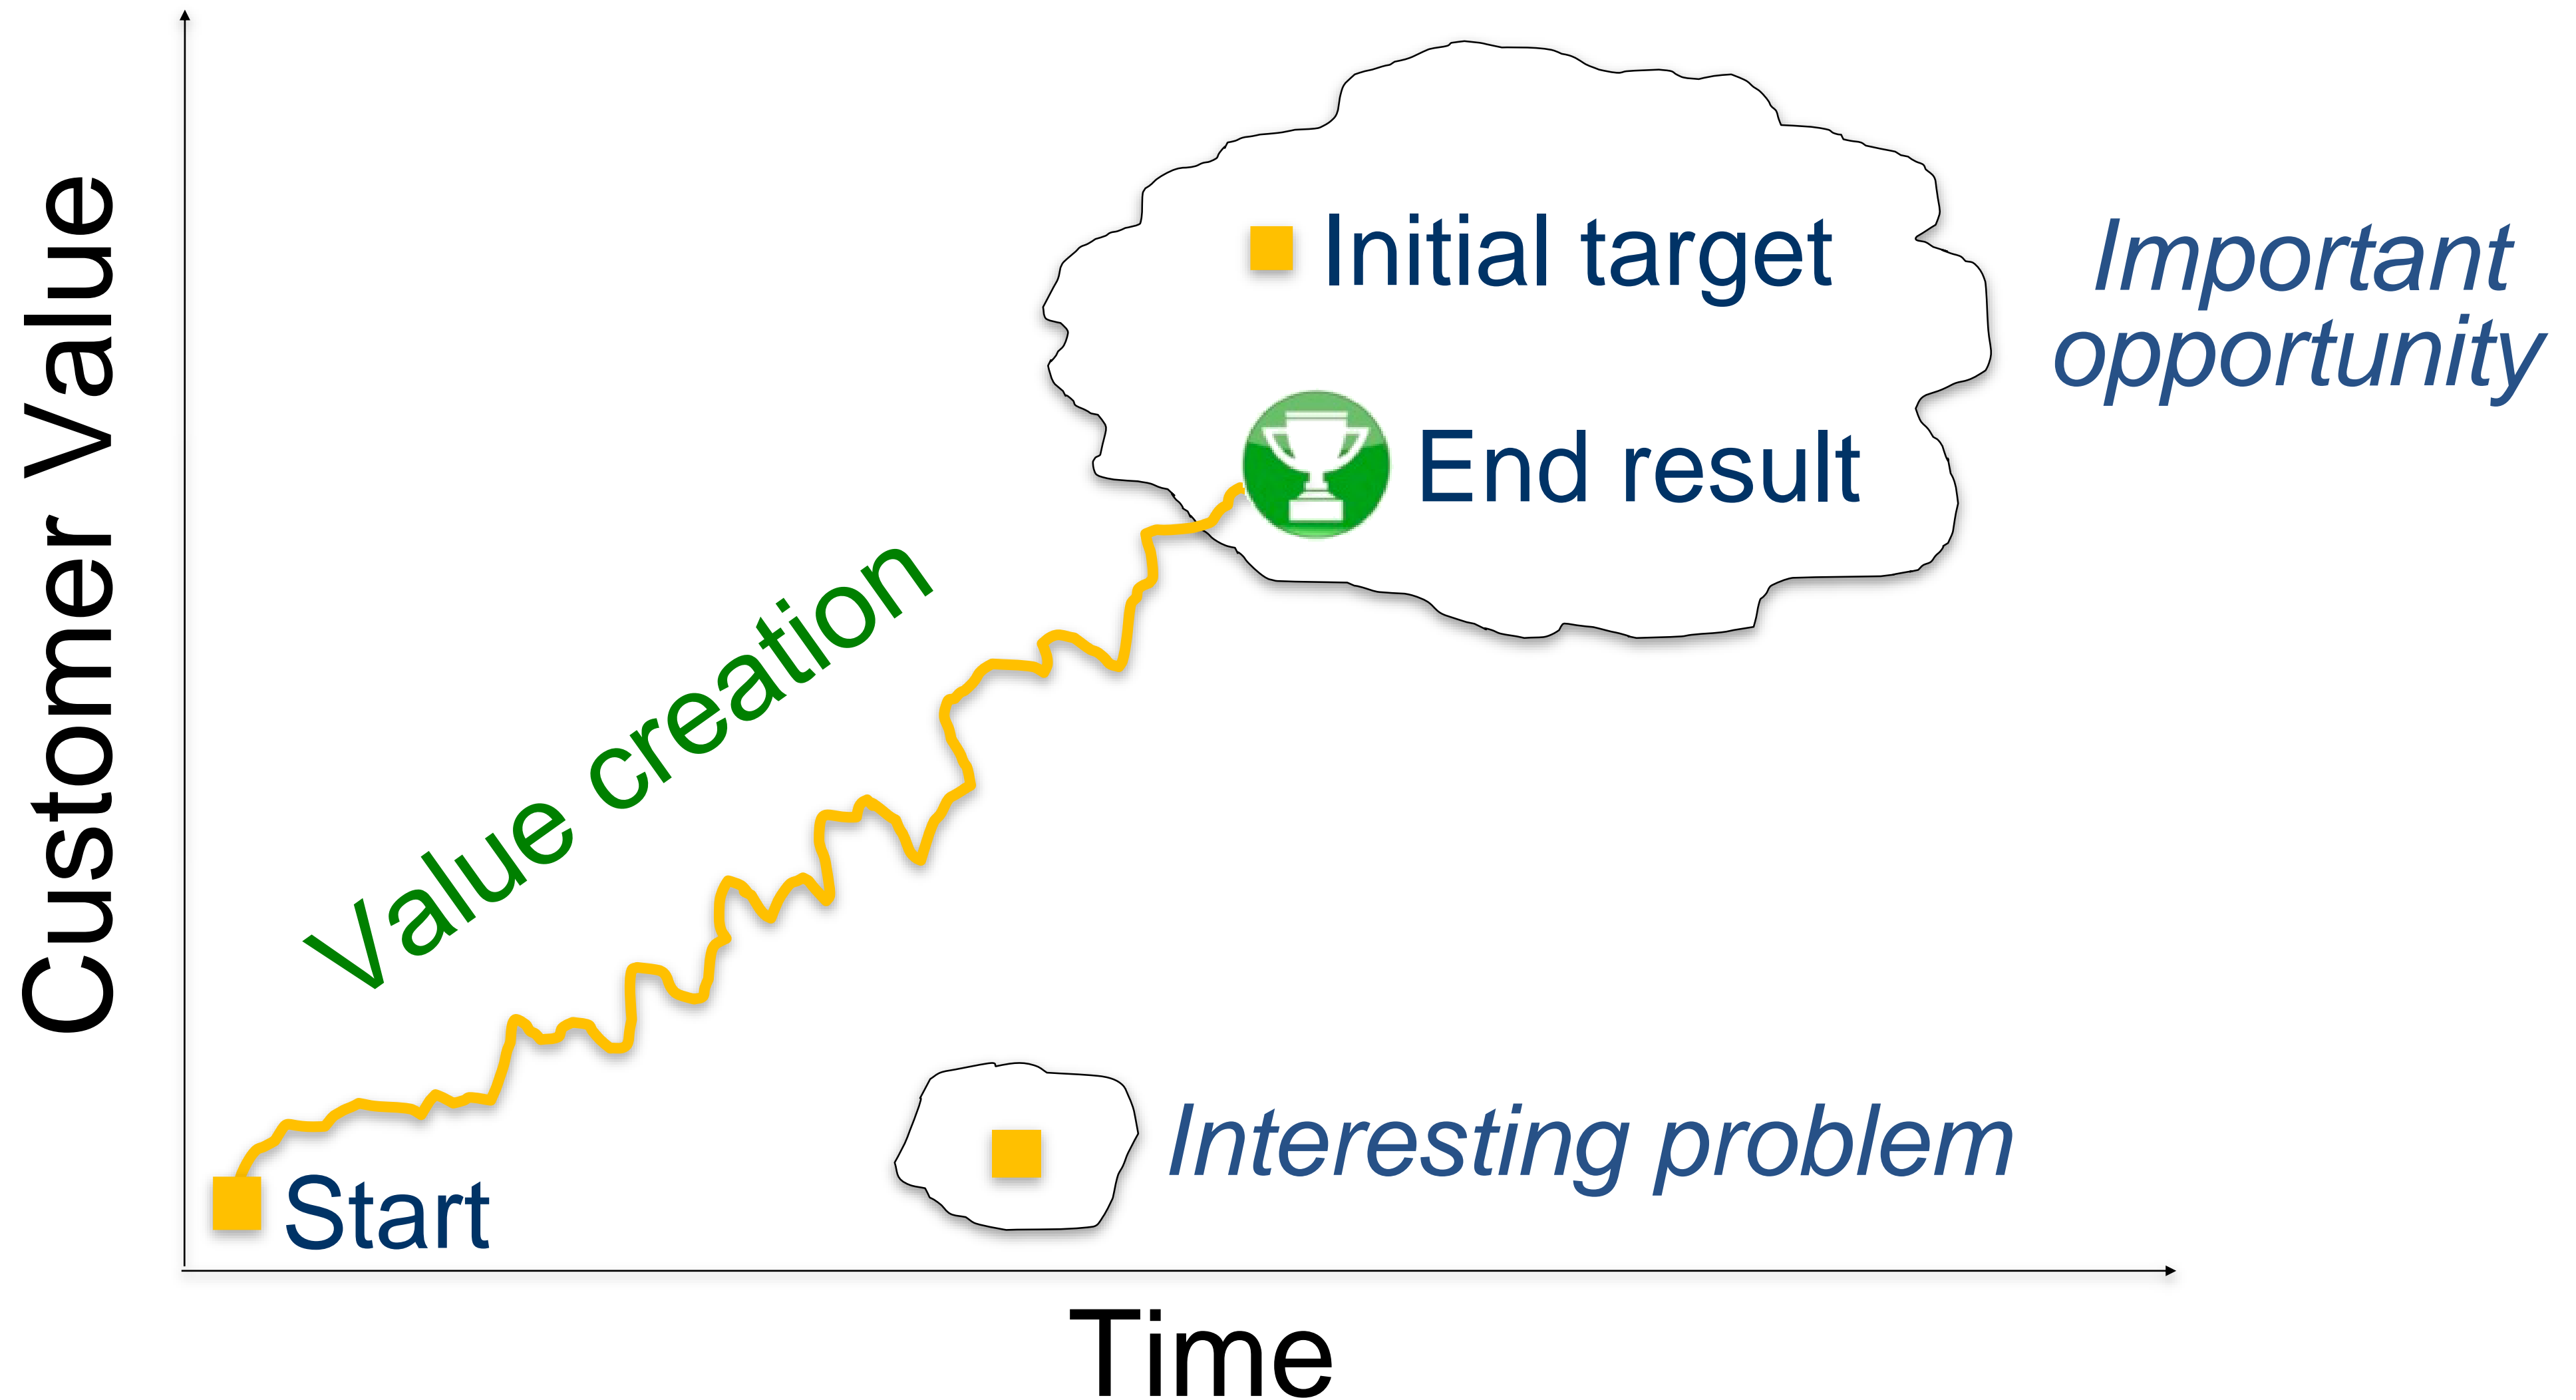 Customer Value
Initial target
Important
opportunity
End result
Value creation
Interesting problem
Start
Time